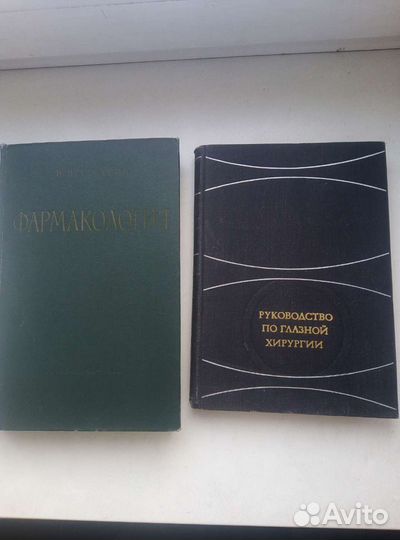 ФАРМАКОЛОГИЯ
РУКОВОДСТВО
ПО ГЛАЗНОЙ
ХИРУРГИИ
Avito